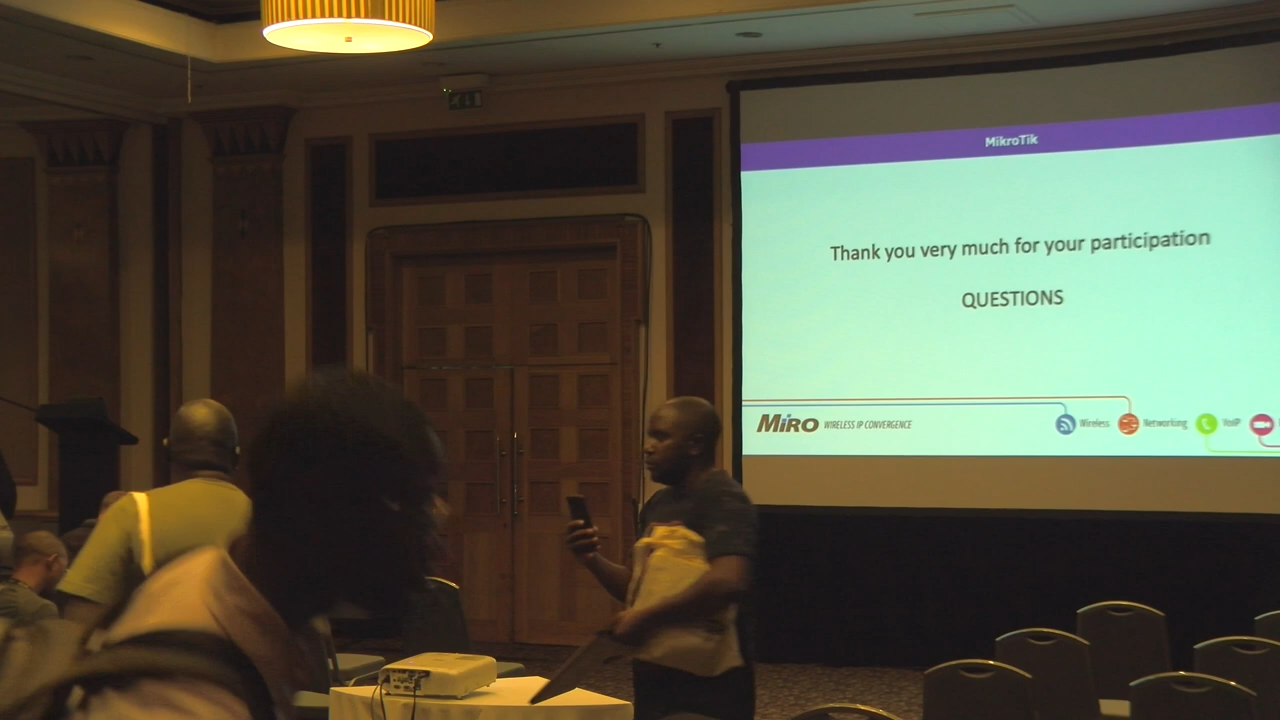 MikroTik
Thank you very much for your participation
QUESTIONS
MiRO WIRELESS IP CONVERGENCE
Wireless
Networking
VoIP